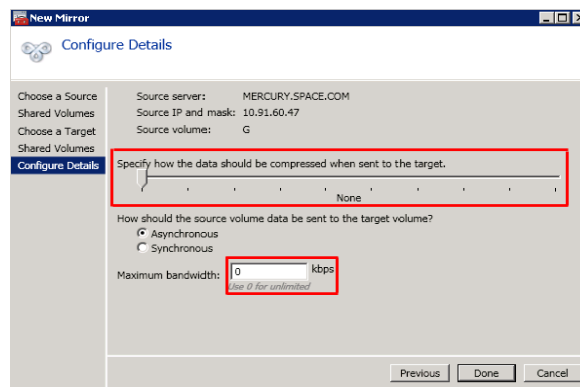 New Mirror
Configure Details
Choose a Source
Shared Volumes
Choose a Target
Shared Volumes
Configure Details
Source server: MERCURY.SPACE.COM
Source IP and mask: 10.91.60.47
Source volume: G
Specify how the data should be compressed when sent to the target.
None
How should the source volume data be sent to the target volume?
Asynchronous
Synchronous
Maximum bandwidth: 0 kbps
Use 0 for unlimited
Previous Done Cancel